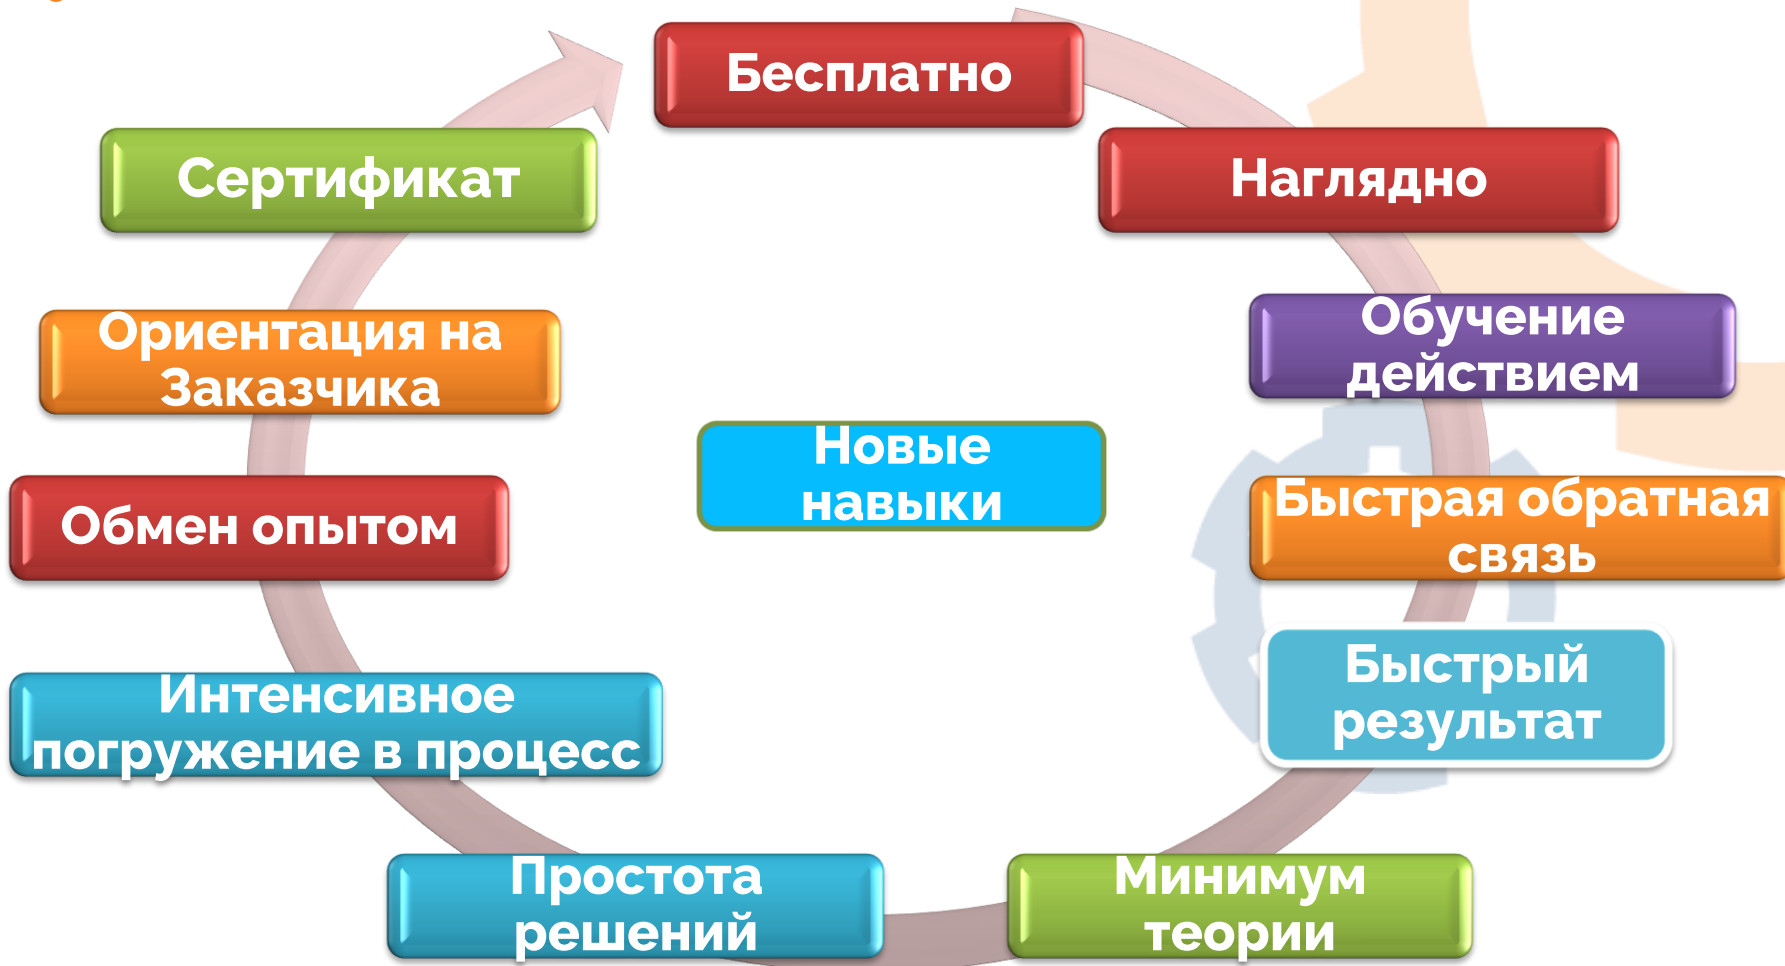 Бесплатно
Наглядно
Обучение
действием
Быстрая обратная
связь
Быстрый
результат
Минимум
теории
Простота
решений
Интенсивное
погружение в процесс
Обмен опытом
Ориентация на
Заказчика
Сертификат
Новые
навыки